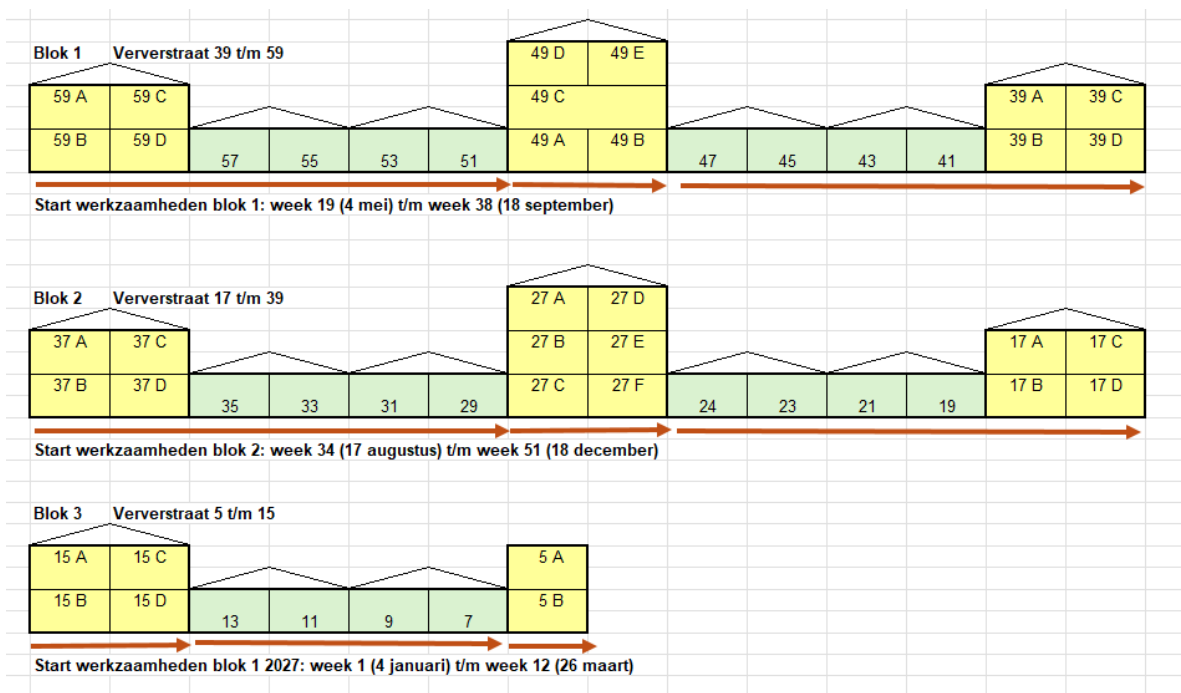 Blok 1 Ververstraat 39 t/m 59
49 D 49 E
59 A 59 C 49 C 39 A 39 C
59 B 59 D 49 A 49 B 39 B 39 D
57 55 53 51 47 45 43 41
Start werkzaamheden blok 1: week 19 (4 mei) t/m week 38 (18 september)
Blok 2 Ververstraat 17 t/m 39
27 A 27 D
37 A 37 C 27 B 27 E 17 A 17 C
37 B 37 D 27 C 27 F 17 B 17 D
35 33 31 29 24 23 21 19
Start werkzaamheden blok 2: week 34 (17 augustus) t/m week 51 (18 december)
Blok 3 Ververstraat 5 t/m 15
15 A 15 C 5 A
15 B 15 D 5 B
13 11 9 7
Start werkzaamheden blok 1 2027: week 1 (4 januari) t/m week 12 (26 maart)